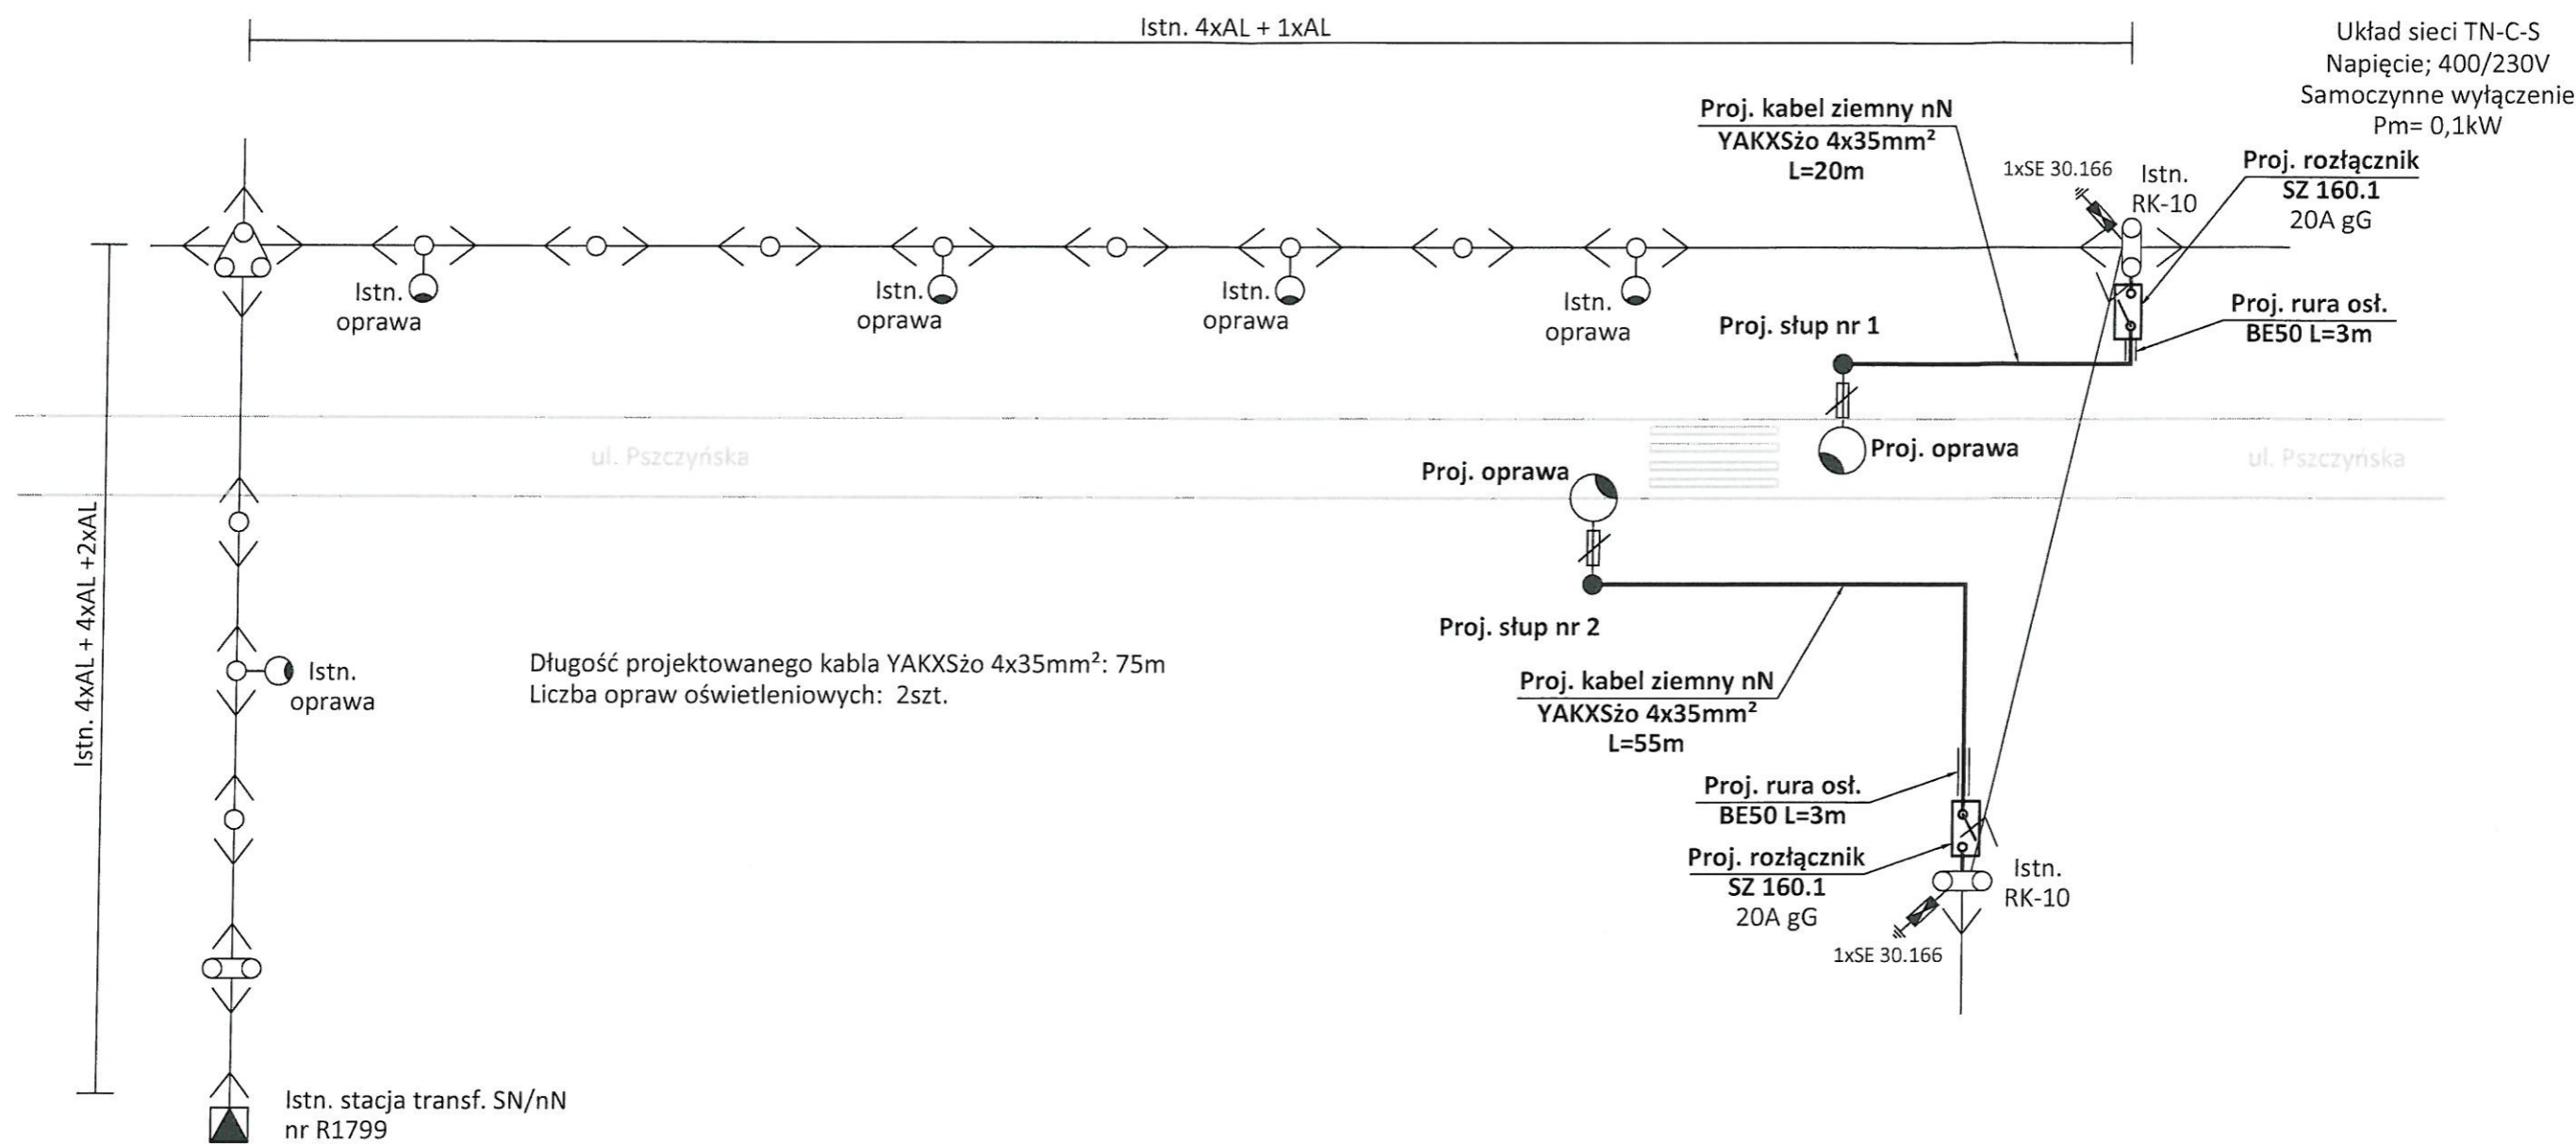 Istn. 4xAL + 1xAL
Układ sieci TN-C-S
Napięcie; 400/230V
Samoczynne wyłączenie
Pm= 0,1kW
Proj. kabel ziemny nN
YAKXSżo 4x35mm²
L=20m
1xSE 30.166
Istn.
RK-10
Proj. rozłącznik
SZ 160.1
20A gG
Istn.
oprawa
Istn.
oprawa
Istn.
oprawa
Istn.
oprawa
Proj. słup nr 1
Proj. rura osł.
BE50 L=3m
ul. Pszczyńska
Proj. oprawa
Proj. oprawa
ul. Pszczyńska
Istn. 4xAL + 4xAL +2xAL
Istn.
oprawa
Długość projektowanego kabla YAKXSżo 4x35mm²: 75m
Liczba opraw oświetleniowych: 2szt.
Proj. słup nr 2
Proj. kabel ziemny nN
YAKXSżo 4x35mm²
L=55m
Proj. rura osł.
BE50 L=3m
Proj. rozłącznik
SZ 160.1
20A gG
Istn.
RK-10
1xSE 30.166
Istn. stacja transf. SN/nN
nr R1799